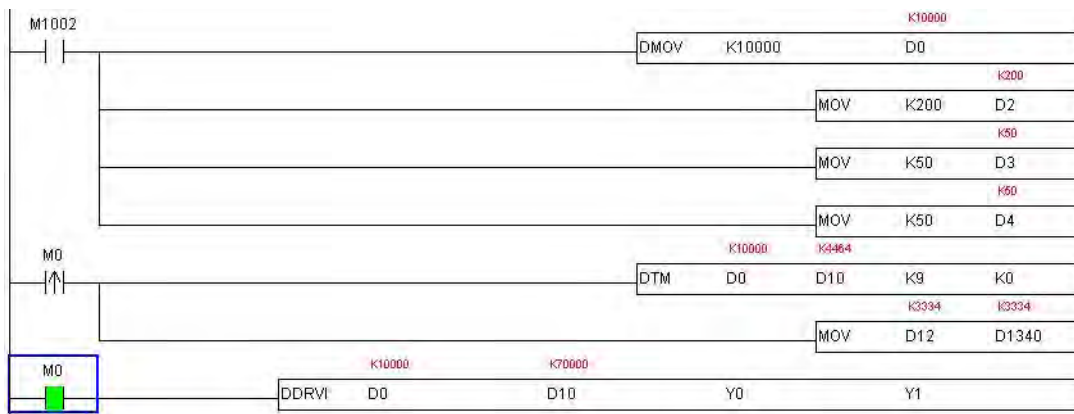 M1002
K10000
DMOV K10000 D0
K200
MOV K200 D2
K50
MOV K50 D3
K50
MOV K50 D4
M0
K10000 K4464
DTM D0 D10 K9 K0
K3334 K3334
MOV D12 D1340
M0
K10000 K70000
DDRVI D0 D10 Y0 Y1